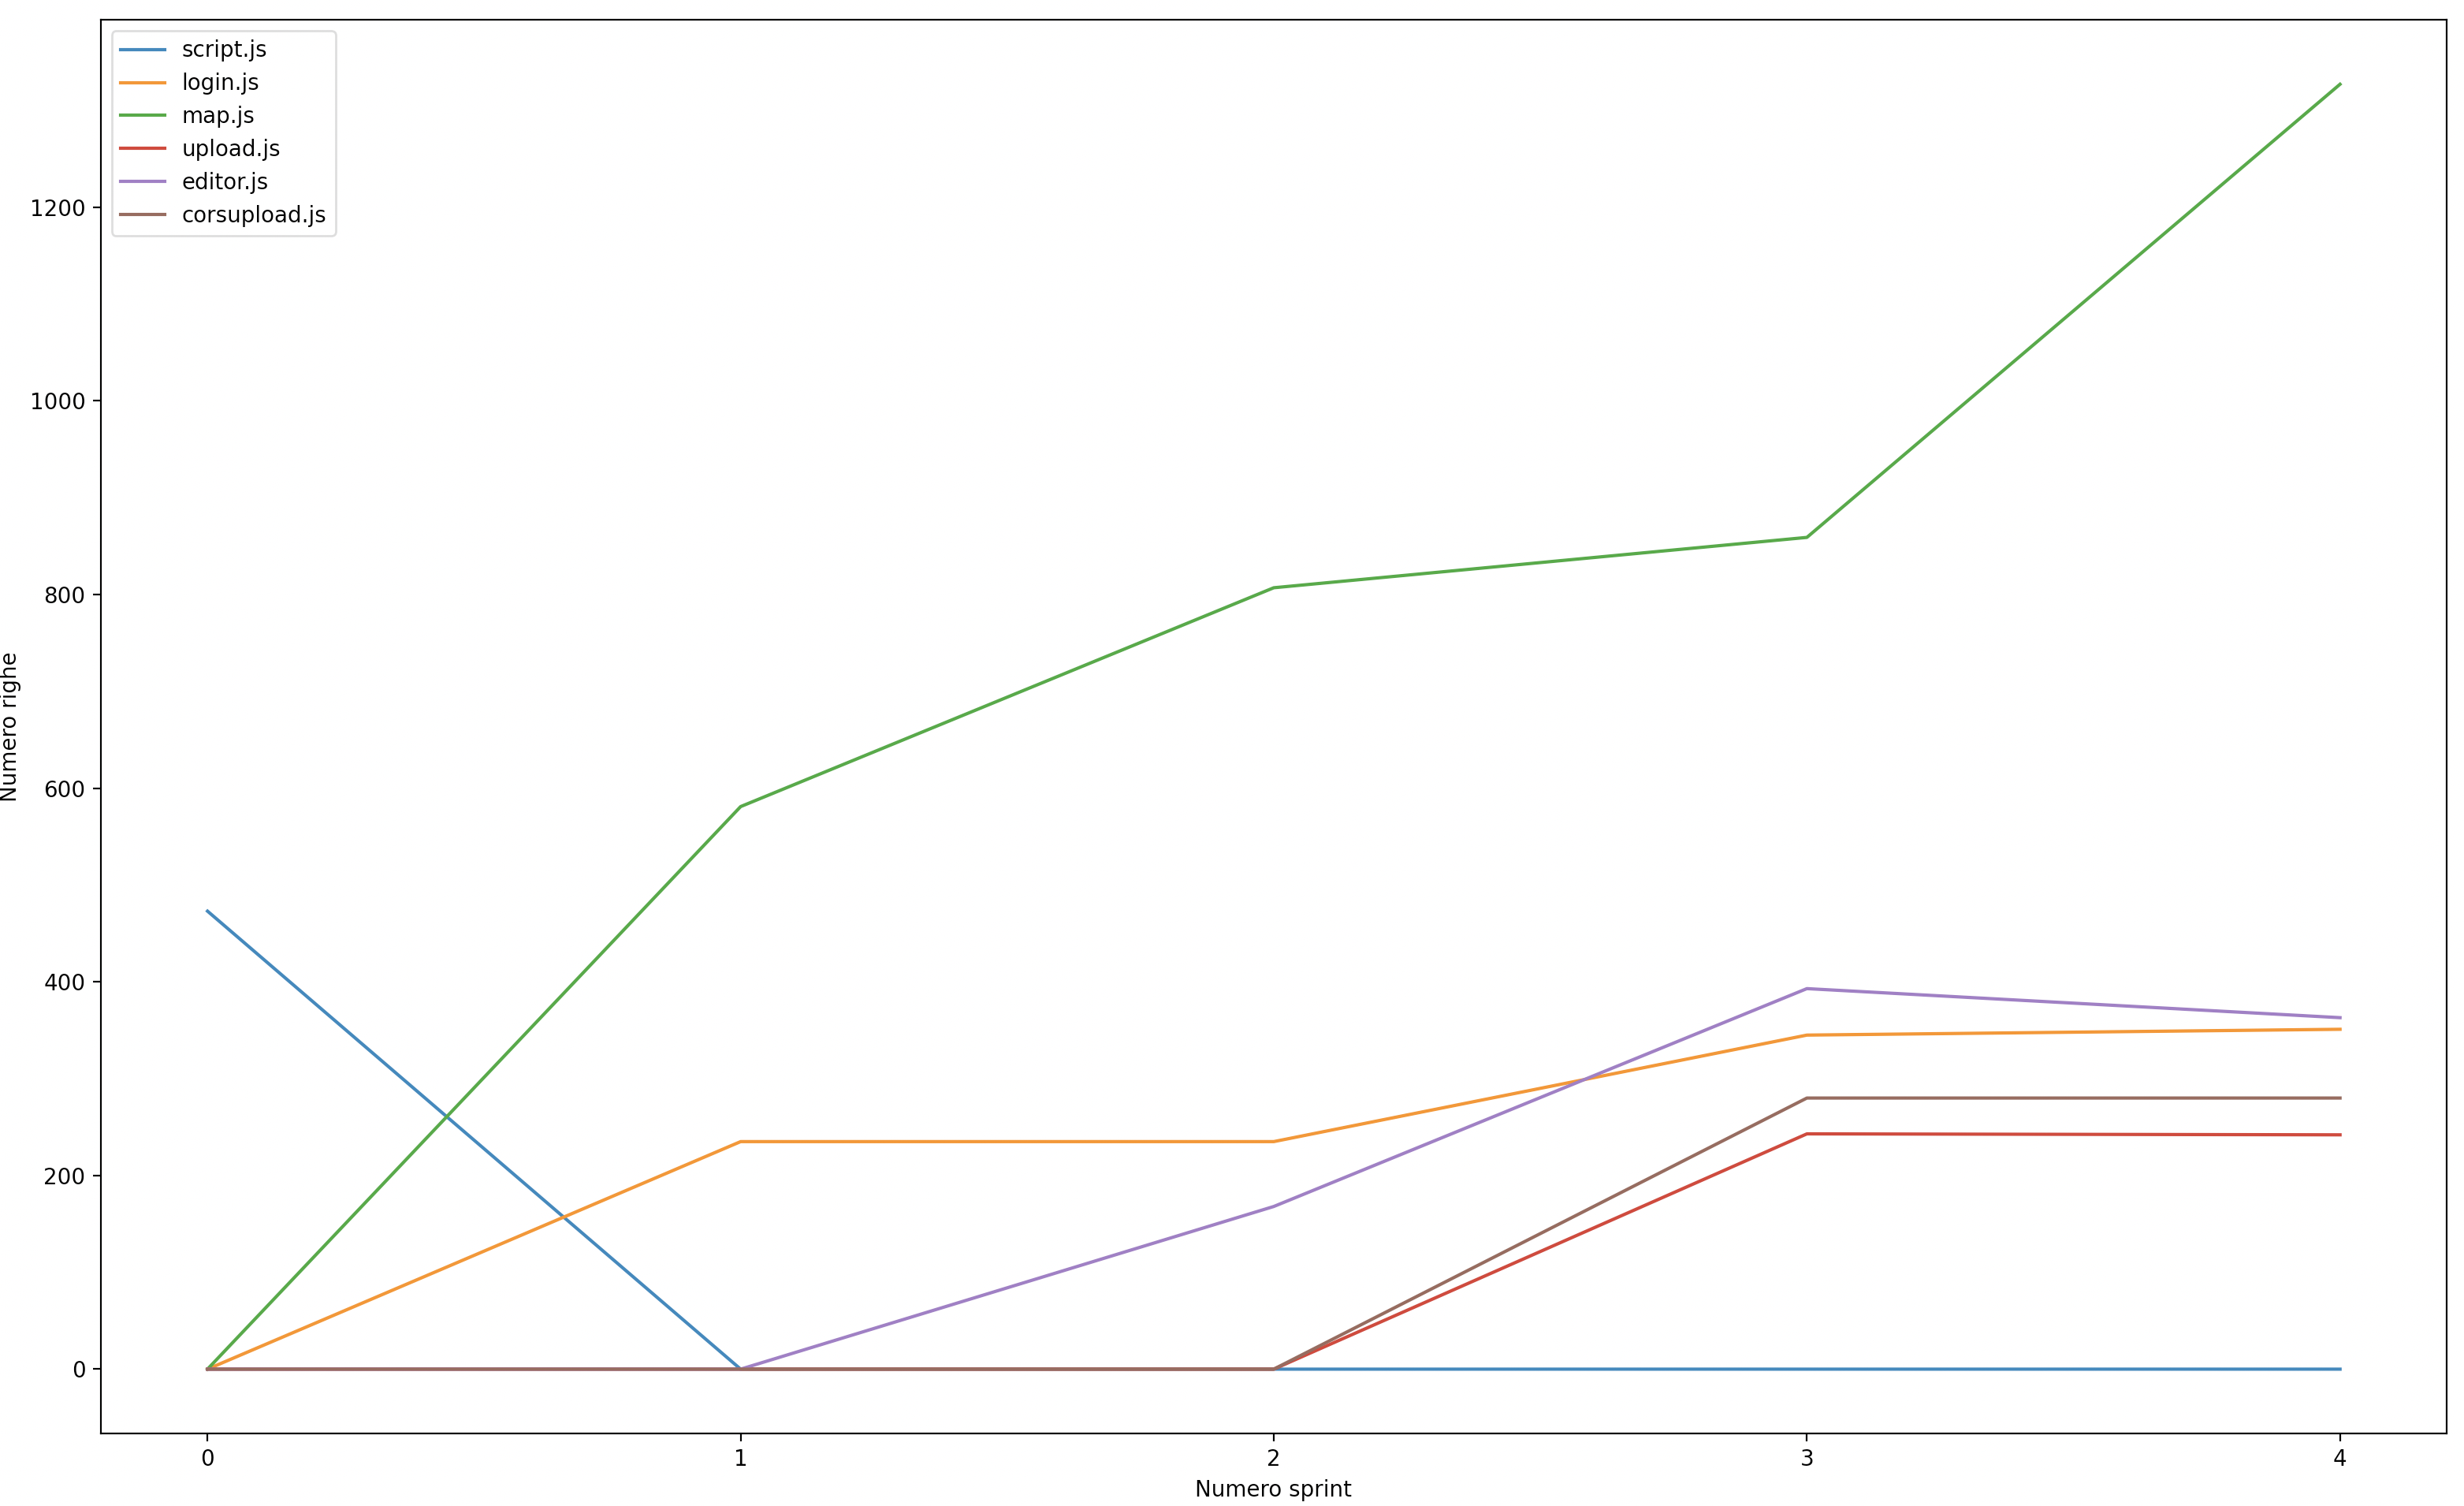 script.js
login.js
map.js
upload.js
editor.js
corsupload.js
1200
1000
800
600
400
200
0
Numero righe
0 1 2 3 4
Numero sprint